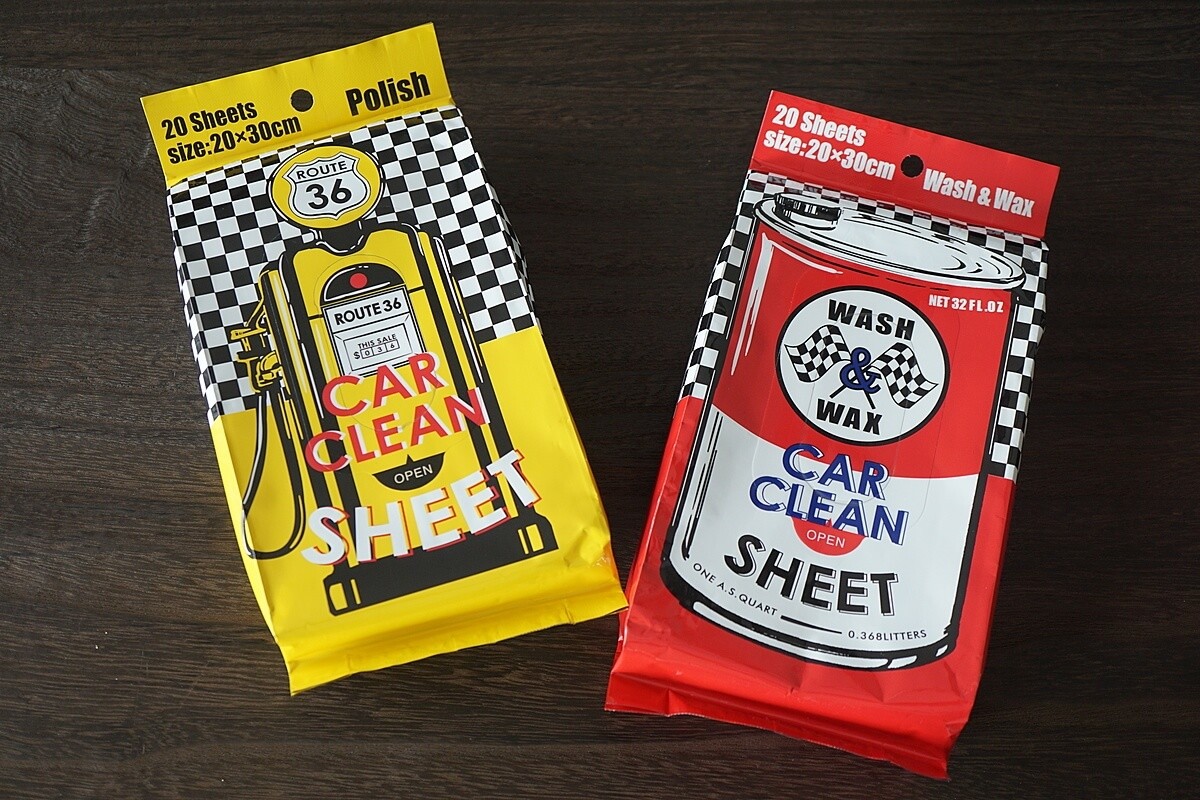 20 Sheets
size:20×30cm
Polish
ROUTE
36
ROUTE 36
THIS SALE
$ 0 3 6
CAR
CLEAN
OPEN
SHEET
20 Sheets
size:20×30cm
Wash & Wax
NET 32 FL.OZ
WASH
&
WAX
CAR
CLEAN
OPEN
SHEET
ONE A.S.QUART
0.368LITTERS